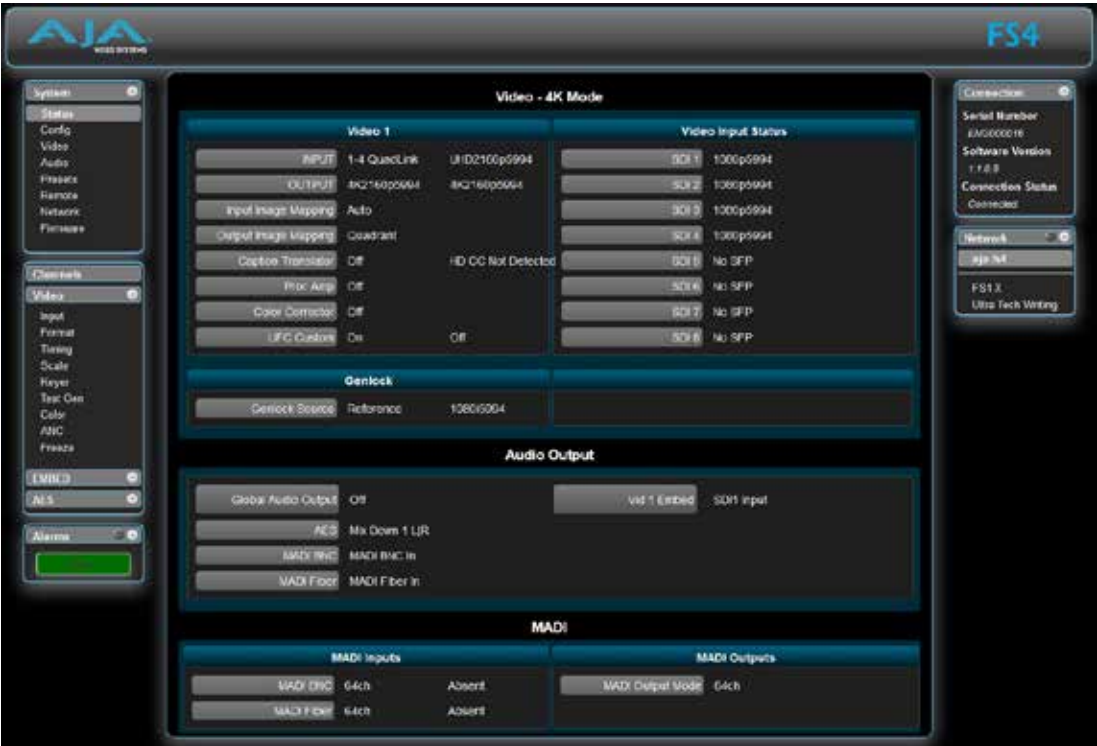 AJA
VIDEO SYSTEMS
FS4
System
Status
Config
Video
Audio
Presets
Remote
Network
Firmware
Channels
Video
Input
Format
Timing
Scale
Keyer
Test Gen
Color
ANC
Freeze
AES
Alarms
Video - 4K Mode
Video 1
INPUT 1-4 QuadLink UHD2160p5994
OUTPUT 4K2160p5994 4K2160p5994
Input Image Mapping Auto
Output Image Mapping Quadrant
Caption Translator Off HD CC Not Detected
Proc Amp Off
Color Corrector Off
UFC Custom On Off
Video Input Status
SDI 1 1080p5994
SDI 2 1080p5994
SDI 3 1080p5994
SDI 4 1080p5994
SDI 5 No SFP
SDI 6 No SFP
SDI 7 No SFP
SDI 8 No SFP
Genlock
Genlock Source Reference 1080i5994
Audio Output
Global Audio Output Off
Vid 1 Embed SDI1 Input
AES Mix Down 1 L/R
MADI BNC MADI BNC In
MADI Fiber MADI Fiber In
MADI
MADI Inputs
MADI BNC 64ch Absent
MADI Fiber 64ch Absent
MADI Outputs
MADI Output Mode 64ch
Connection
Serial Number
Software Version
Connection Status
Connected
Network
FS1X
Ultra Tech Writing